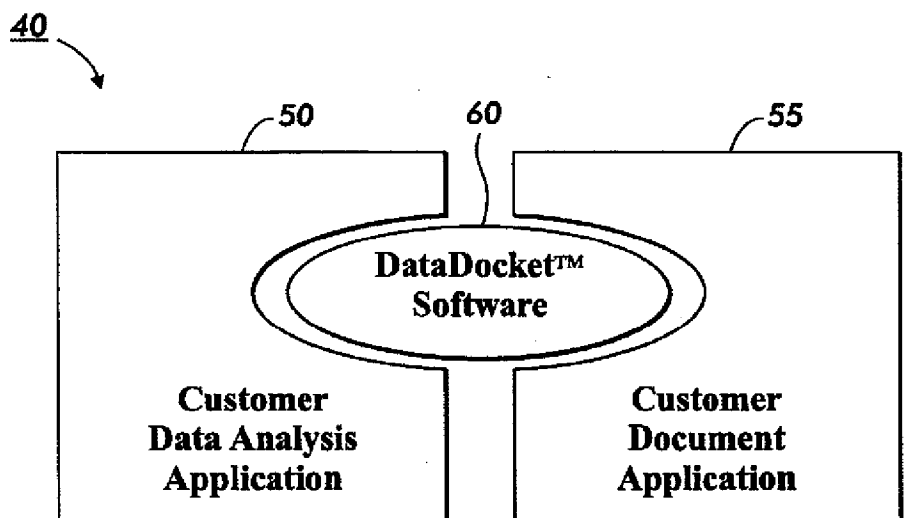 40
50
60
55
DataDocket™
Software
Customer
Data Analysis
Application
Customer
Document
Application